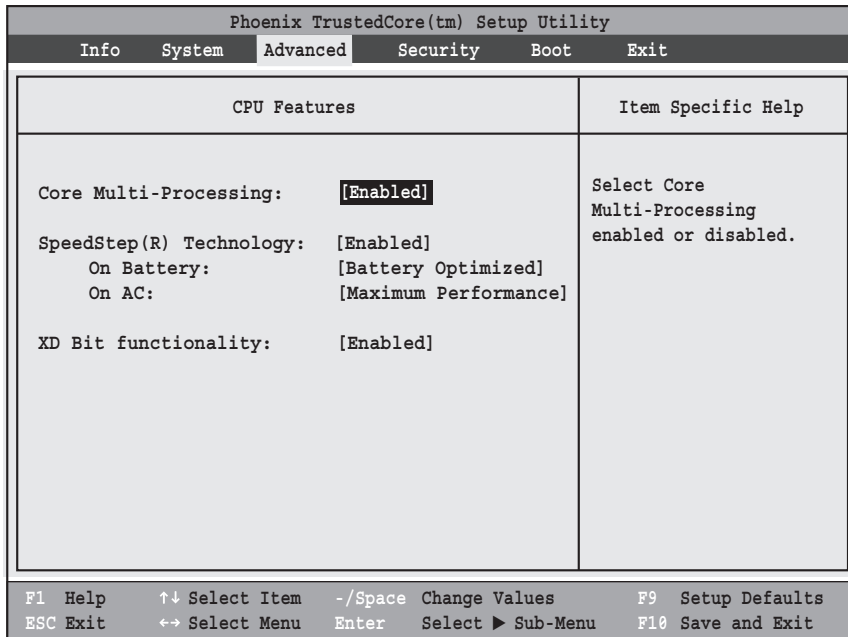 Phoenix TrustedCore(tm) Setup Utility
Info System Advanced Security Boot Exit
CPU Features
Item Specific Help
Core Multi-Processing: [Enabled]
SpeedStep(R) Technology: [Enabled]
On Battery: [Battery Optimized]
On AC: [Maximum Performance]
XD Bit functionality: [Enabled]
Select Core
Multi-Processing
enabled or disabled.
F1 Help ↑↓ Select Item -/Space Change Values F9 Setup Defaults
ESC Exit ←→ Select Menu Enter Select ▶ Sub-Menu F10 Save and Exit